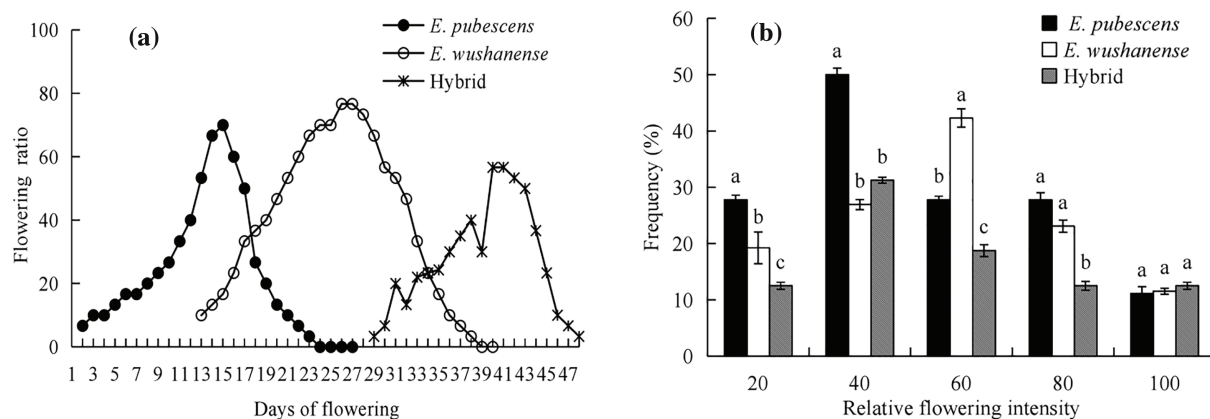 (a)
E. pubescens
E. wushanense
Hybrid
100
80
60
40
20
0
Flowering ratio
1 3 5 7 9 11 13 15 17 19 21 23 25 27 29 31 33 35 37 39 41 43 45 47
Days of flowering
(b)
E. pubescens
E. wushanense
Hybrid
60
50
40
30
20
10
0
Frequency (%)
a b c
a b b
b a c
a a b
a a a
20 40 60 80 100
Relative flowering intensity